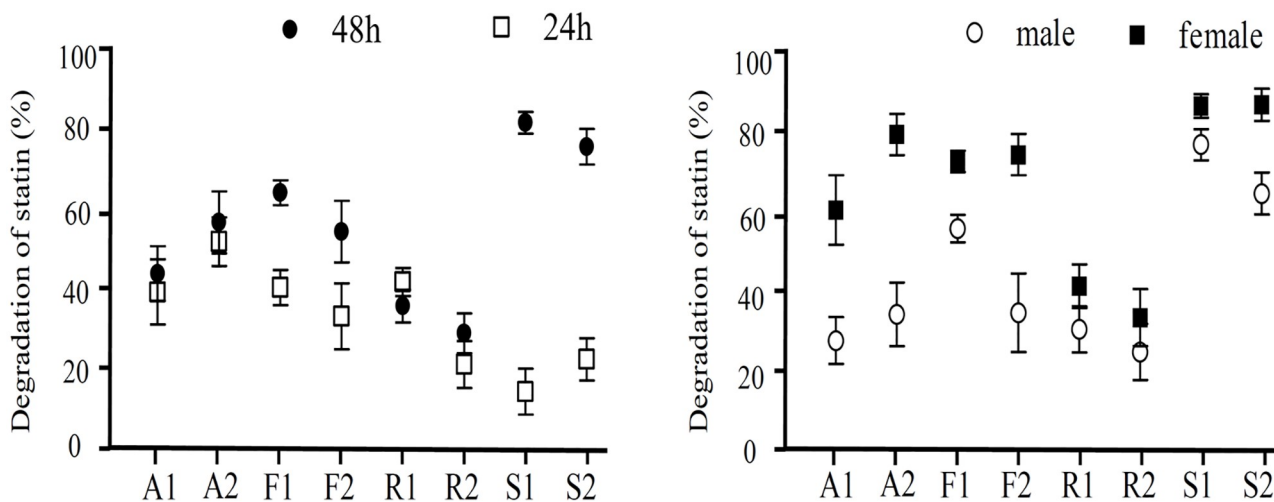 48h 24h
100
80
60
40
20
0
Degradation of statin (%)
A1 A2 F1 F2 R1 R2 S1 S2
male female
100
80
60
40
20
0
Degradation of statin (%)
A1 A2 F1 F2 R1 R2 S1 S2